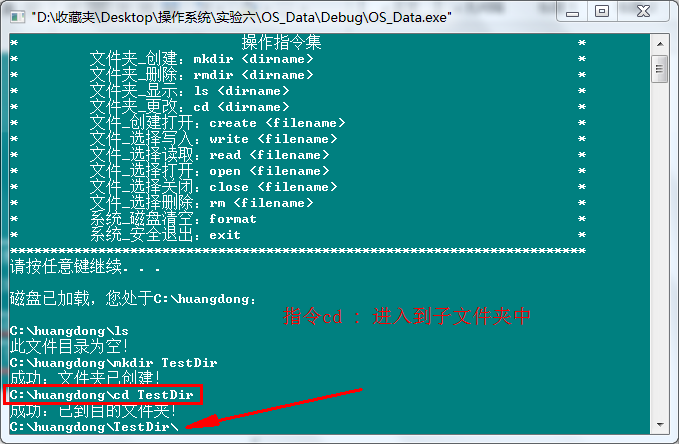 "D:\收藏夹\Desktop\操作系统\实验六\OS_Data\Debug\OS_Data.exe"
* 操作指令集 *
* 文件夹_创建：mkdir <dirname> *
* 文件夹_删除：rmdir <dirname> *
* 文件夹_显示：ls <dirname> *
* 文件夹_更改：cd <dirname> *
* 文件_创建打开：create <filename> *
* 文件_选择写入：write <filename> *
* 文件_选择读取：read <filename> *
* 文件_选择打开：open <filename> *
* 文件_选择关闭：close <filename> *
* 文件_选择删除：rm <filename> *
* 系统_磁盘清空：format *
* 系统_安全退出：exit *
**********************************************************************
请按任意键继续. . .
磁盘已加载，您处于C:\huangdong：
指令cd : 进入到子文件夹中
C:\huangdong\ls
此文件目录为空！
C:\huangdong\mkdir TestDir
成功：文件夹已创建！
C:\huangdong\cd TestDir
成功：已到目的文件夹！
C:\huangdong\TestDir\